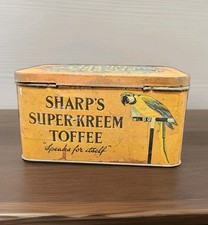 SHARP'S
SUPER-KREEM
TOFFEE
"Speaks for itself"